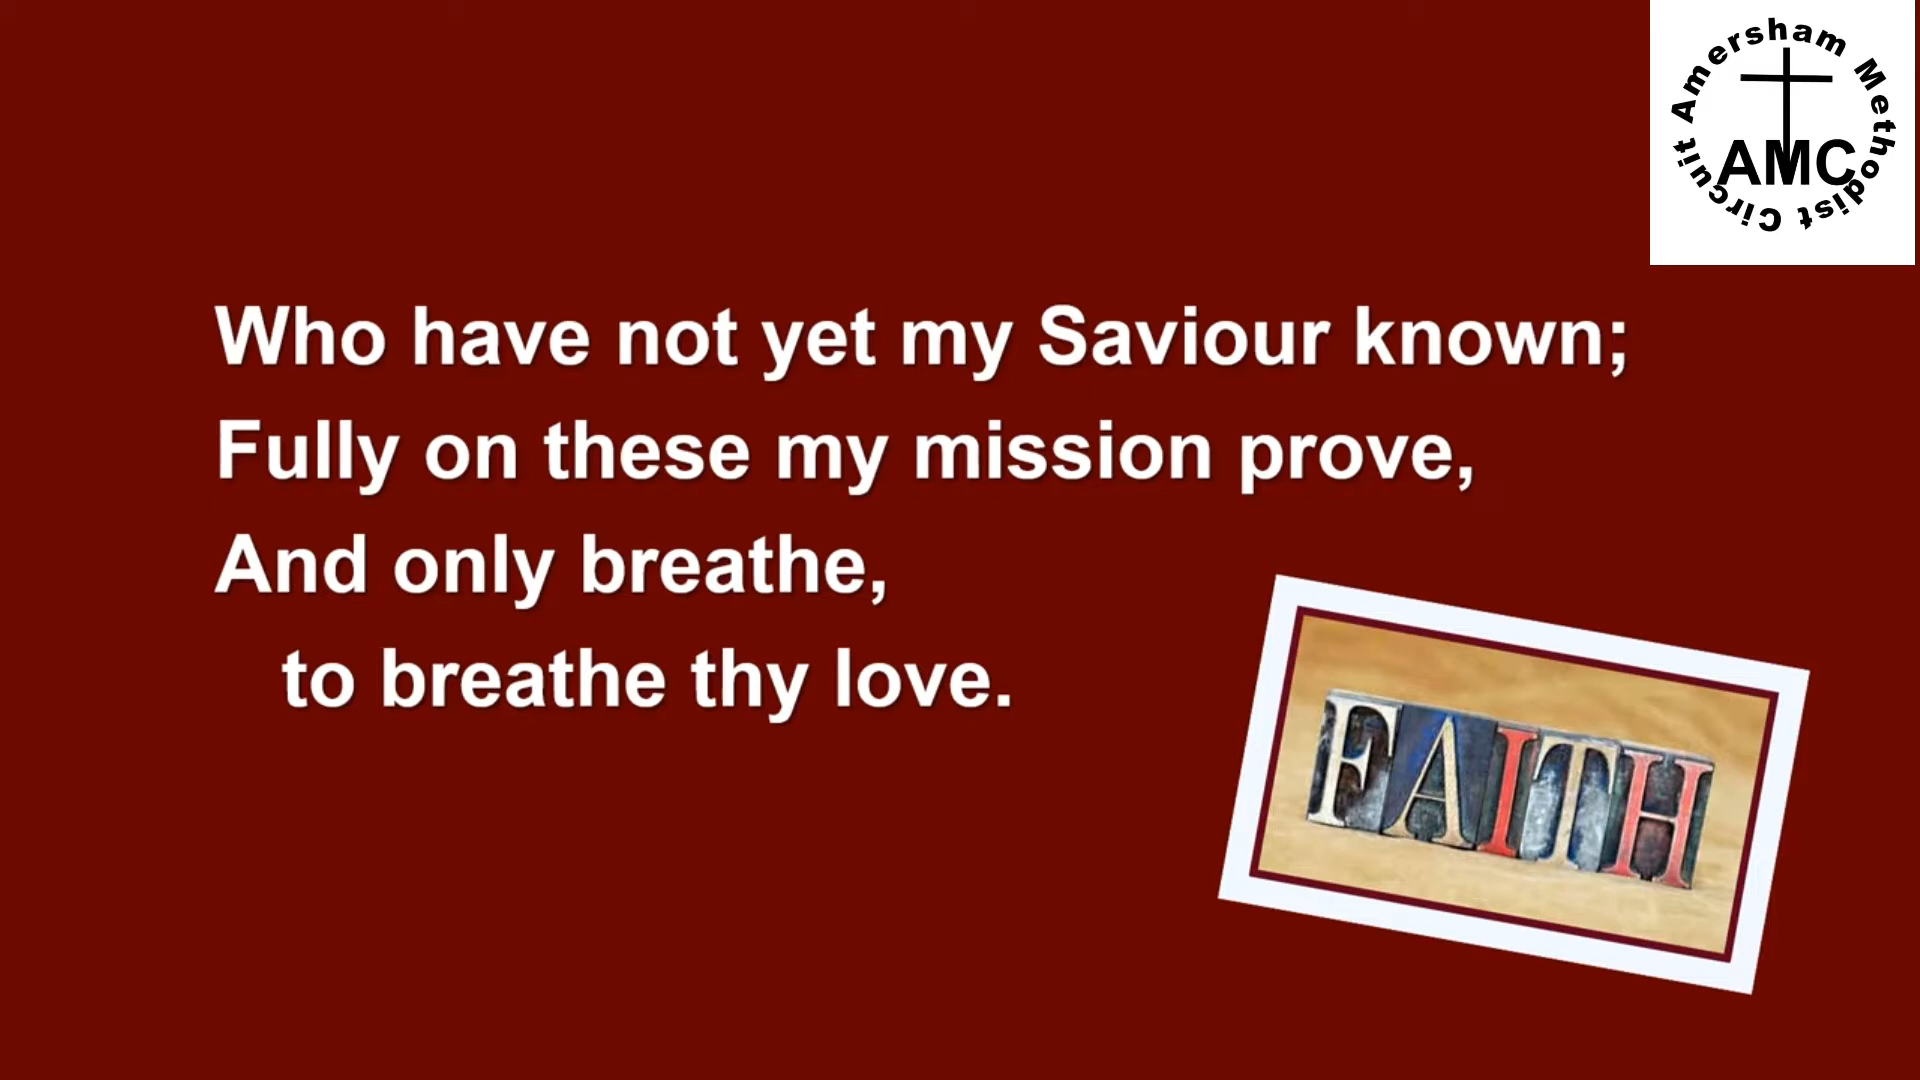 Amersham Methodist Circuit
AMC
Who have not yet my Saviour known;
Fully on these my mission prove,
And only breathe,
to breathe thy love.
FAITH